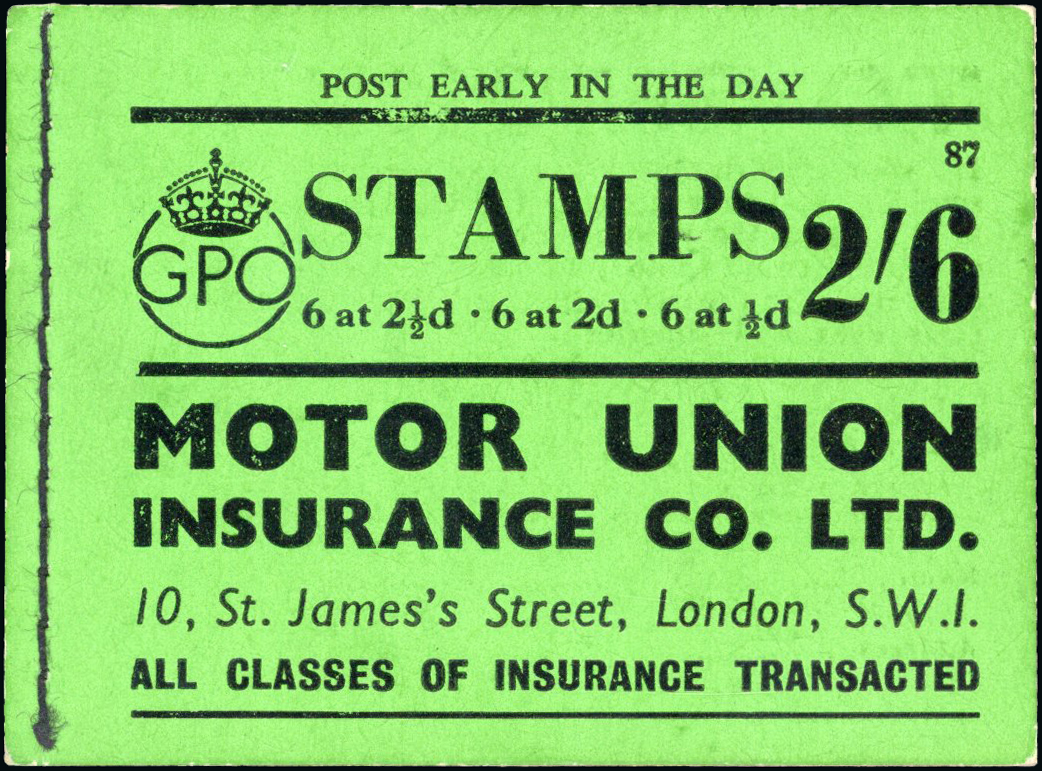 POST EARLY IN THE DAY
87
GPO
STAMPS 2/6
6 at 2½d · 6 at 2d · 6 at ½d
MOTOR UNION
INSURANCE CO. LTD.
10, St. James's Street, London, S.W.1.
ALL CLASSES OF INSURANCE TRANSACTED